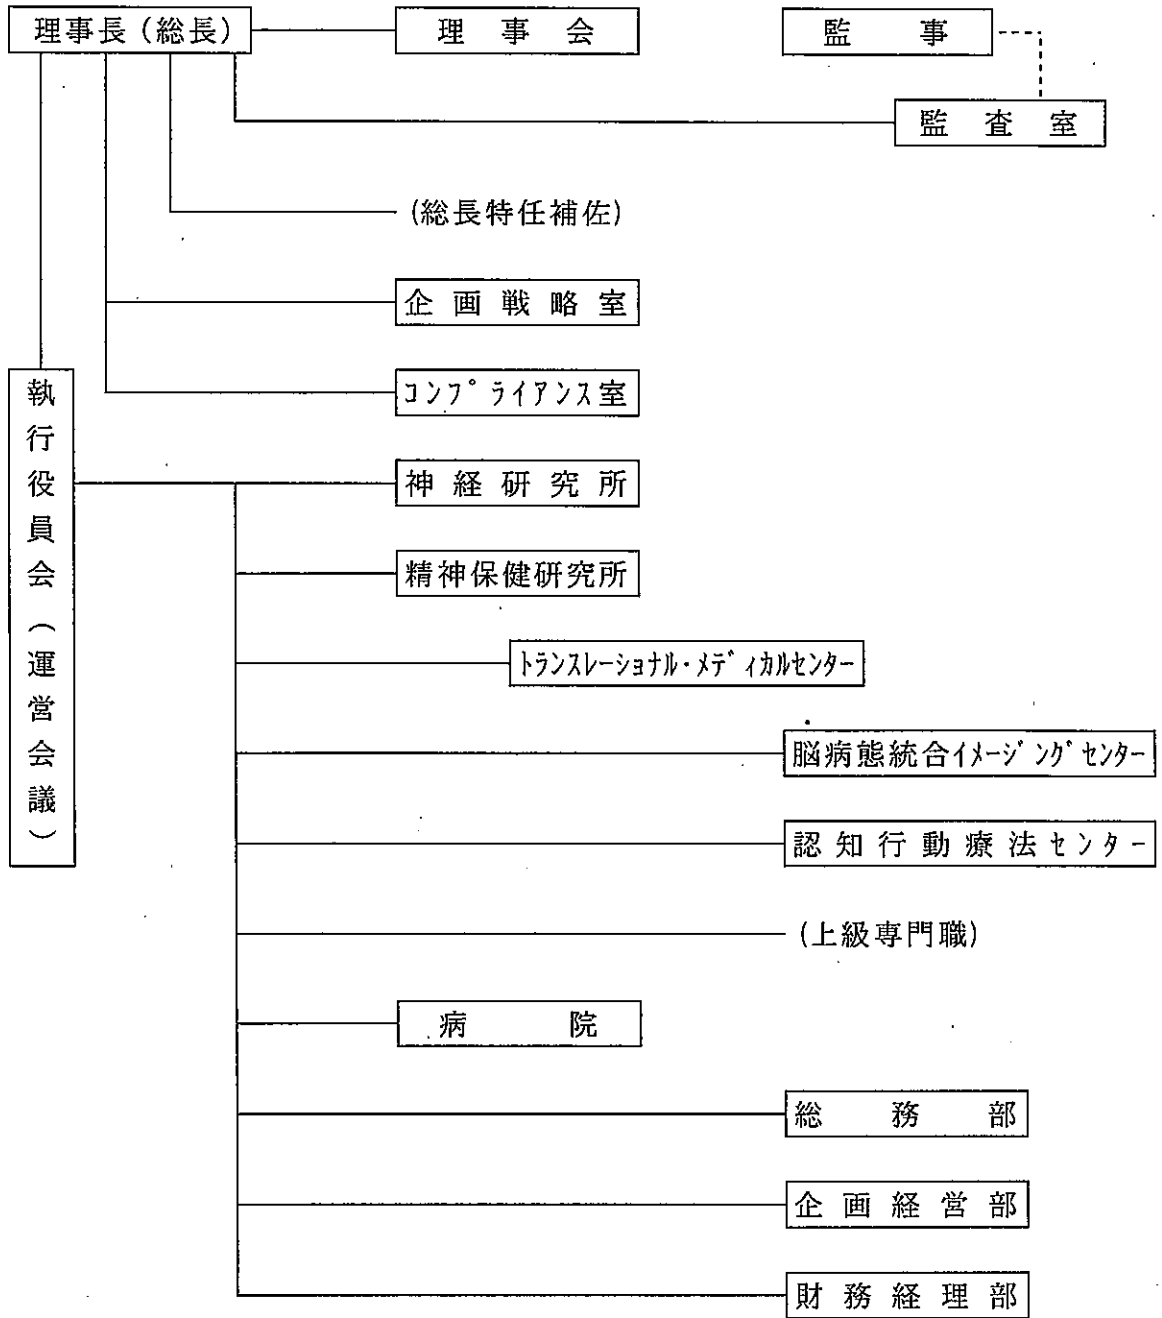 理事長（総長）
理事会
監事
監査室
(総長特任補佐)
企画戦略室
コンプライアンス室
執行役員会（運営会議）
神経研究所
精神保健研究所
トランスレーショナル・メディカルセンター
脳病態統合イメージングセンター
認知行動療法センター
(上級専門職)
病院
総務部
企画経営部
財務経理部